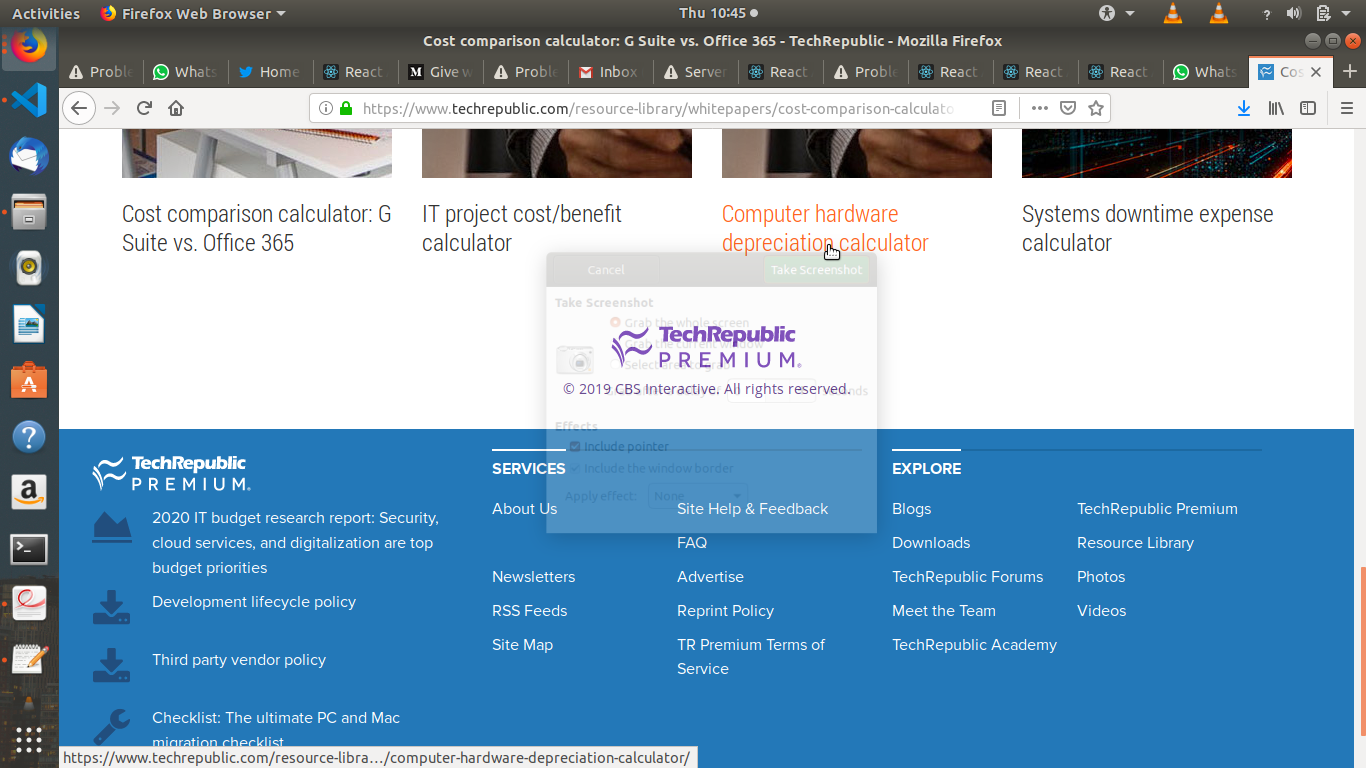 Activities
Firefox Web Browser
Thu 10:45
Cost comparison calculator: G Suite vs. Office 365 - TechRepublic - Mozilla Firefox
Proble
Whats
Home
React
Give w
Proble
Inbox
Server
React
Proble
React
React
React
Whats
Cos
https://www.techrepublic.com/resource-library/whitepapers/cost-comparison-calculato
Cost comparison calculator: G
Suite vs. Office 365
IT project cost/benefit
calculator
Computer hardware
depreciation calculator
Systems downtime expense
calculator
Cancel
Take Screenshot
Take Screenshot
Grab the whole screen
Grab the current window
Select area to grab
TechRepublic
PREMIUM.
© 2019 CBS Interactive. All rights reserved.
Effects
Include pointer
Include the window border
Apply effect:
None
TechRepublic
PREMIUM.
2020 IT budget research report: Security,
cloud services, and digitalization are top
budget priorities
Development lifecycle policy
Third party vendor policy
Checklist: The ultimate PC and Mac
migration checklist
SERVICES
About Us
Site Help & Feedback
FAQ
Newsletters
Advertise
RSS Feeds
Reprint Policy
Site Map
TR Premium Terms of
Service
EXPLORE
Blogs
TechRepublic Premium
Downloads
Resource Library
TechRepublic Forums
Photos
Meet the Team
Videos
TechRepublic Academy
https://www.techrepublic.com/resource-libra…/computer-hardware-depreciation-calculator/